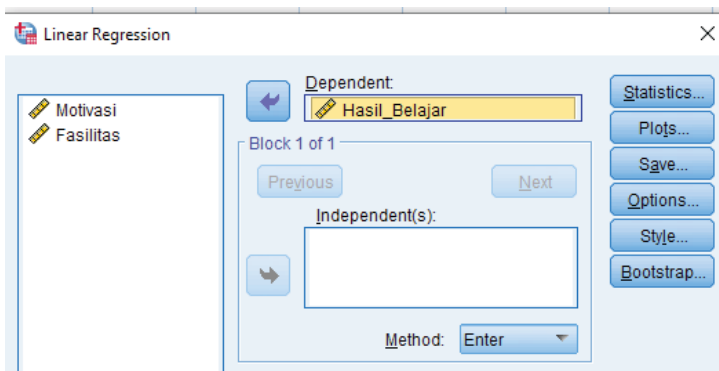 Linear Regression
Motivasi
Fasilitas
Dependent:
Hasil_Belajar
Block 1 of 1
Previous
Next
Independent(s):
Method: Enter
Statistics...
Plots...
Save...
Options...
Style...
Bootstrap...